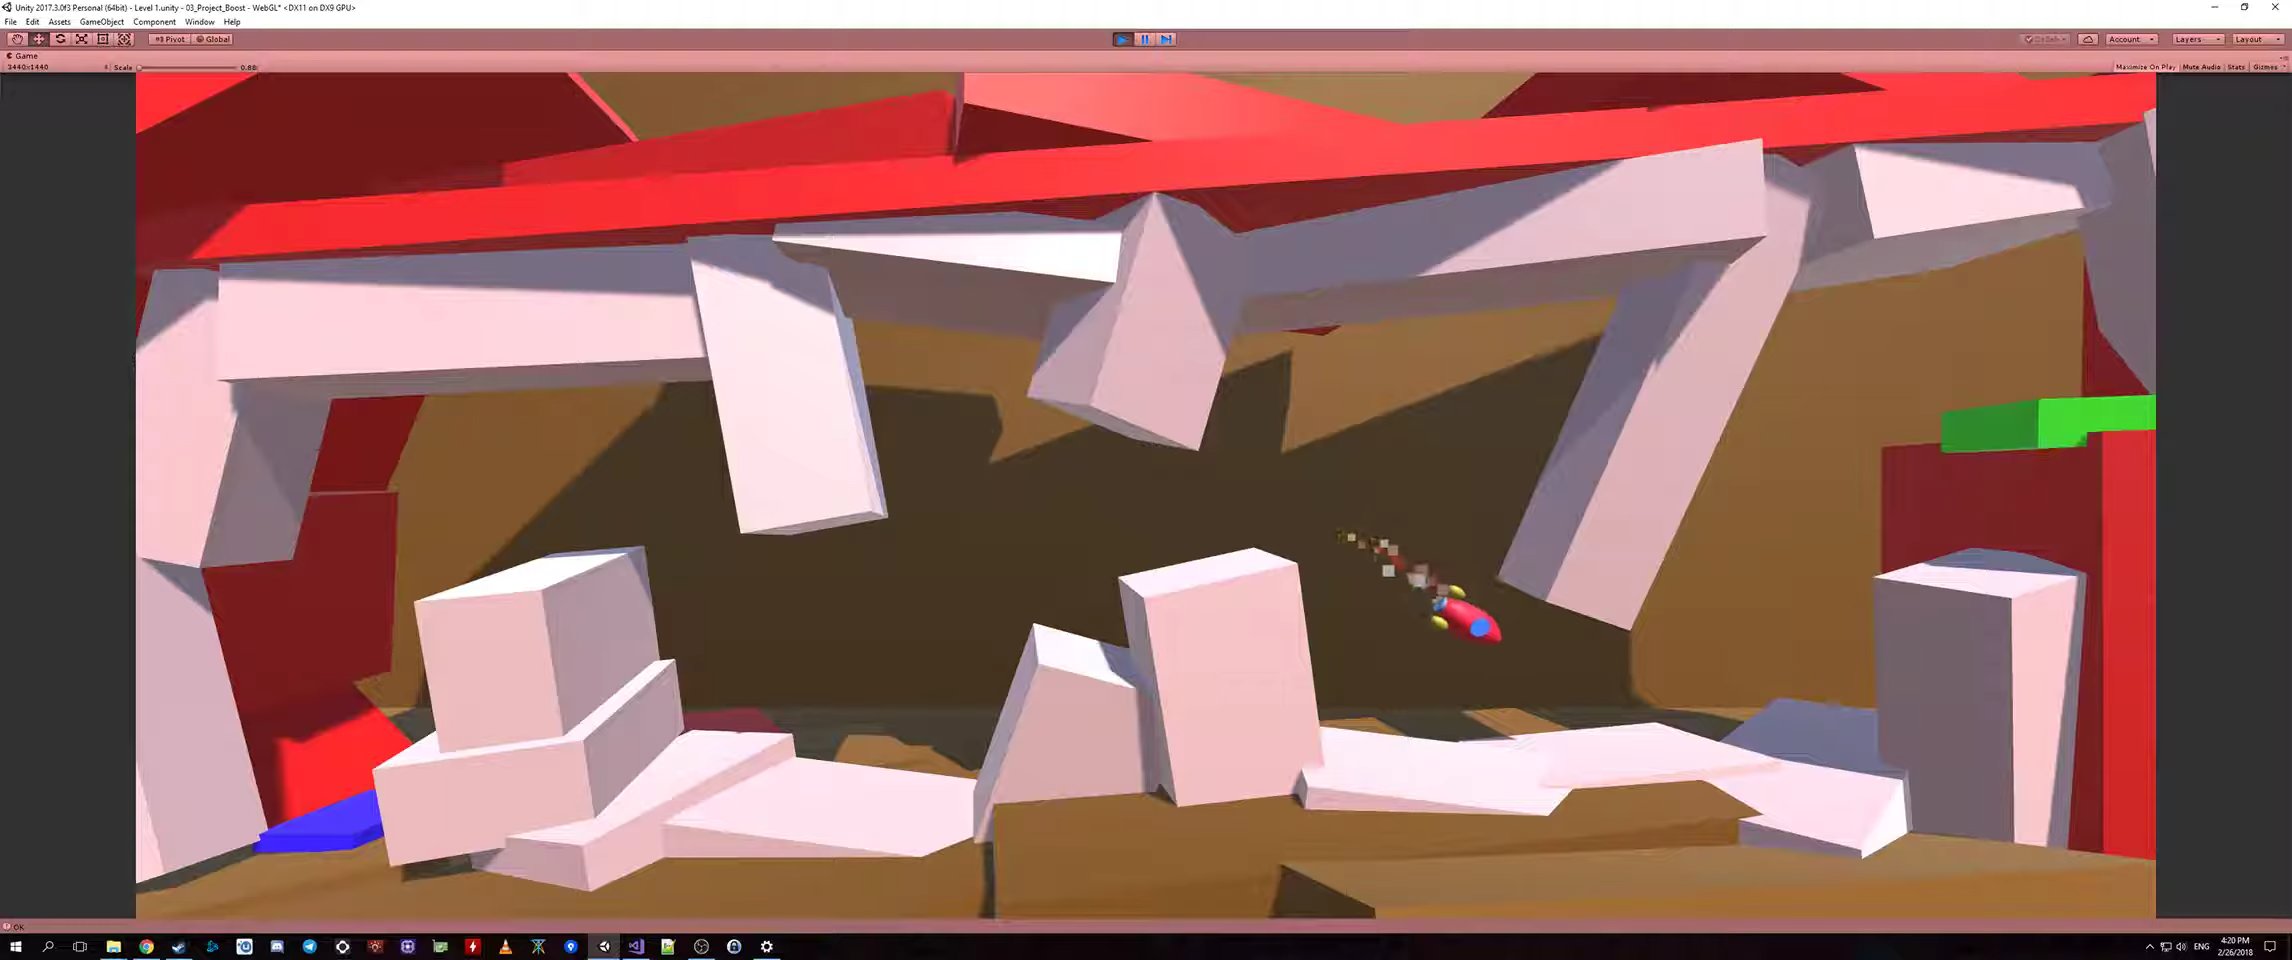 Unity 2017.3.0f3 Personal (64bit) - Level 1.unity - 03_Project_Boost - WebGL* <DX11 on DX9 GPU>
File Edit Assets GameObject Component Window Help
Pivot Global Collab Account Layers Layout
Game
3440x1440 Scale 0.88 Maximize On Play Mute Audio Stats Gizmos
OK
ENG 4:20 PM
2/26/2018